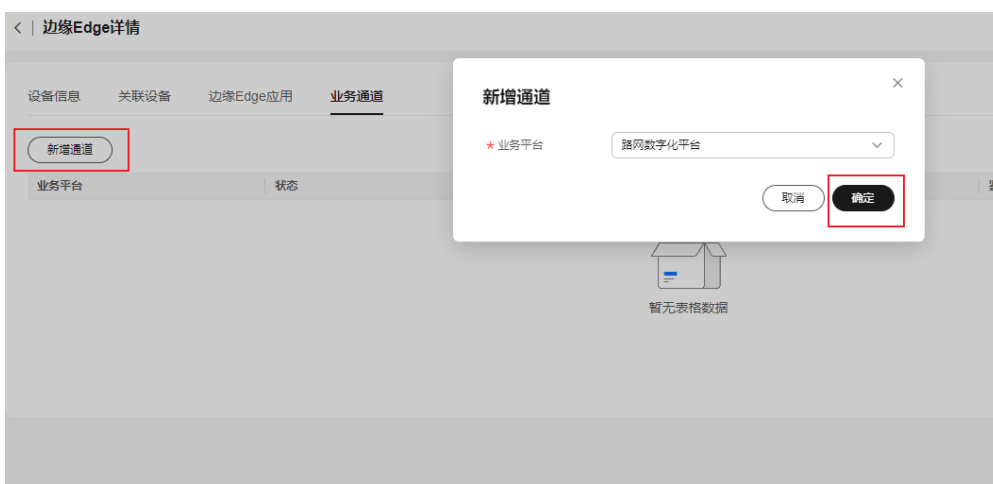 边缘Edge详情
设备信息 关联设备 边缘Edge应用 业务通道
新增通道
业务平台 状态
新增通道
* 业务平台 路网数字化平台
取消 确定
暂无表格数据